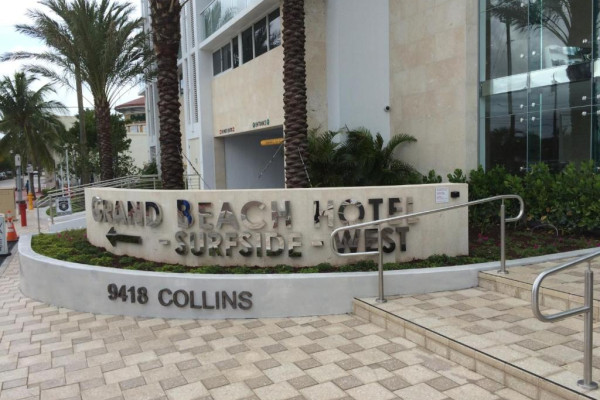 GRAND BEACH HOTEL
- SURFSIDE - WEST
9418 COLLINS